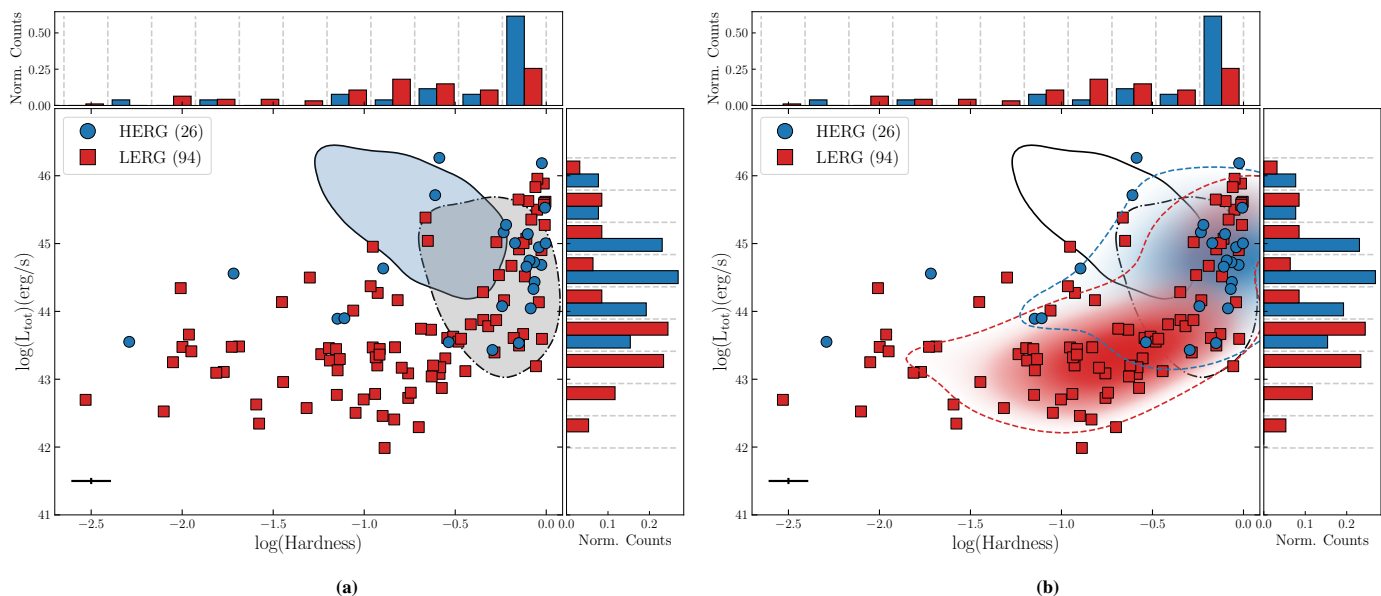 0.50
0.25
0.00
Norm. Counts
HERG (26)
LERG (94)
46
45
44
43
42
41
log(L_tot)(erg/s)
−2.5 −2.0 −1.5 −1.0 −0.5 0.0
log(Hardness)
0.0 0.1 0.2
Norm. Counts
(a)
0.50
0.25
0.00
Norm. Counts
HERG (26)
LERG (94)
46
45
44
43
42
41
log(L_tot)(erg/s)
−2.5 −2.0 −1.5 −1.0 −0.5 0.0
log(Hardness)
0.0 0.1 0.2
Norm. Counts
(b)